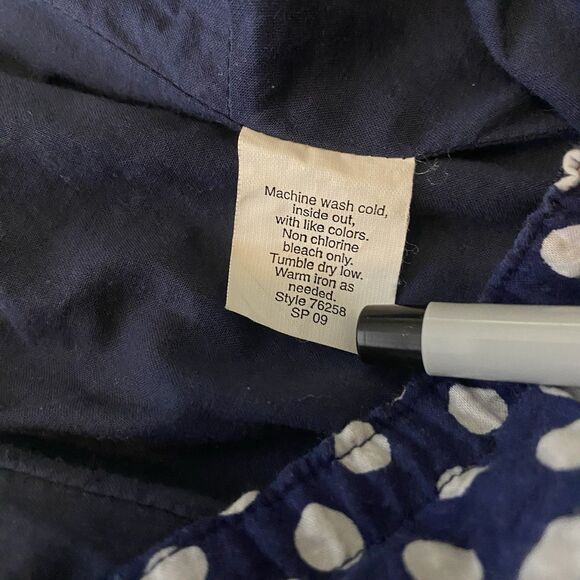 Machine wash cold,
inside out,
with like colors.
Non chlorine
bleach only.
Tumble dry low.
Warm iron as
needed.
Style 76258
SP 09